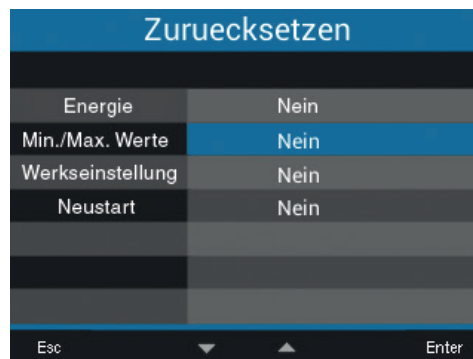 Zuruecksetzen
Energie Nein
Min./Max. Werte Nein
Werkseinstellung Nein
Neustart Nein
Esc Enter